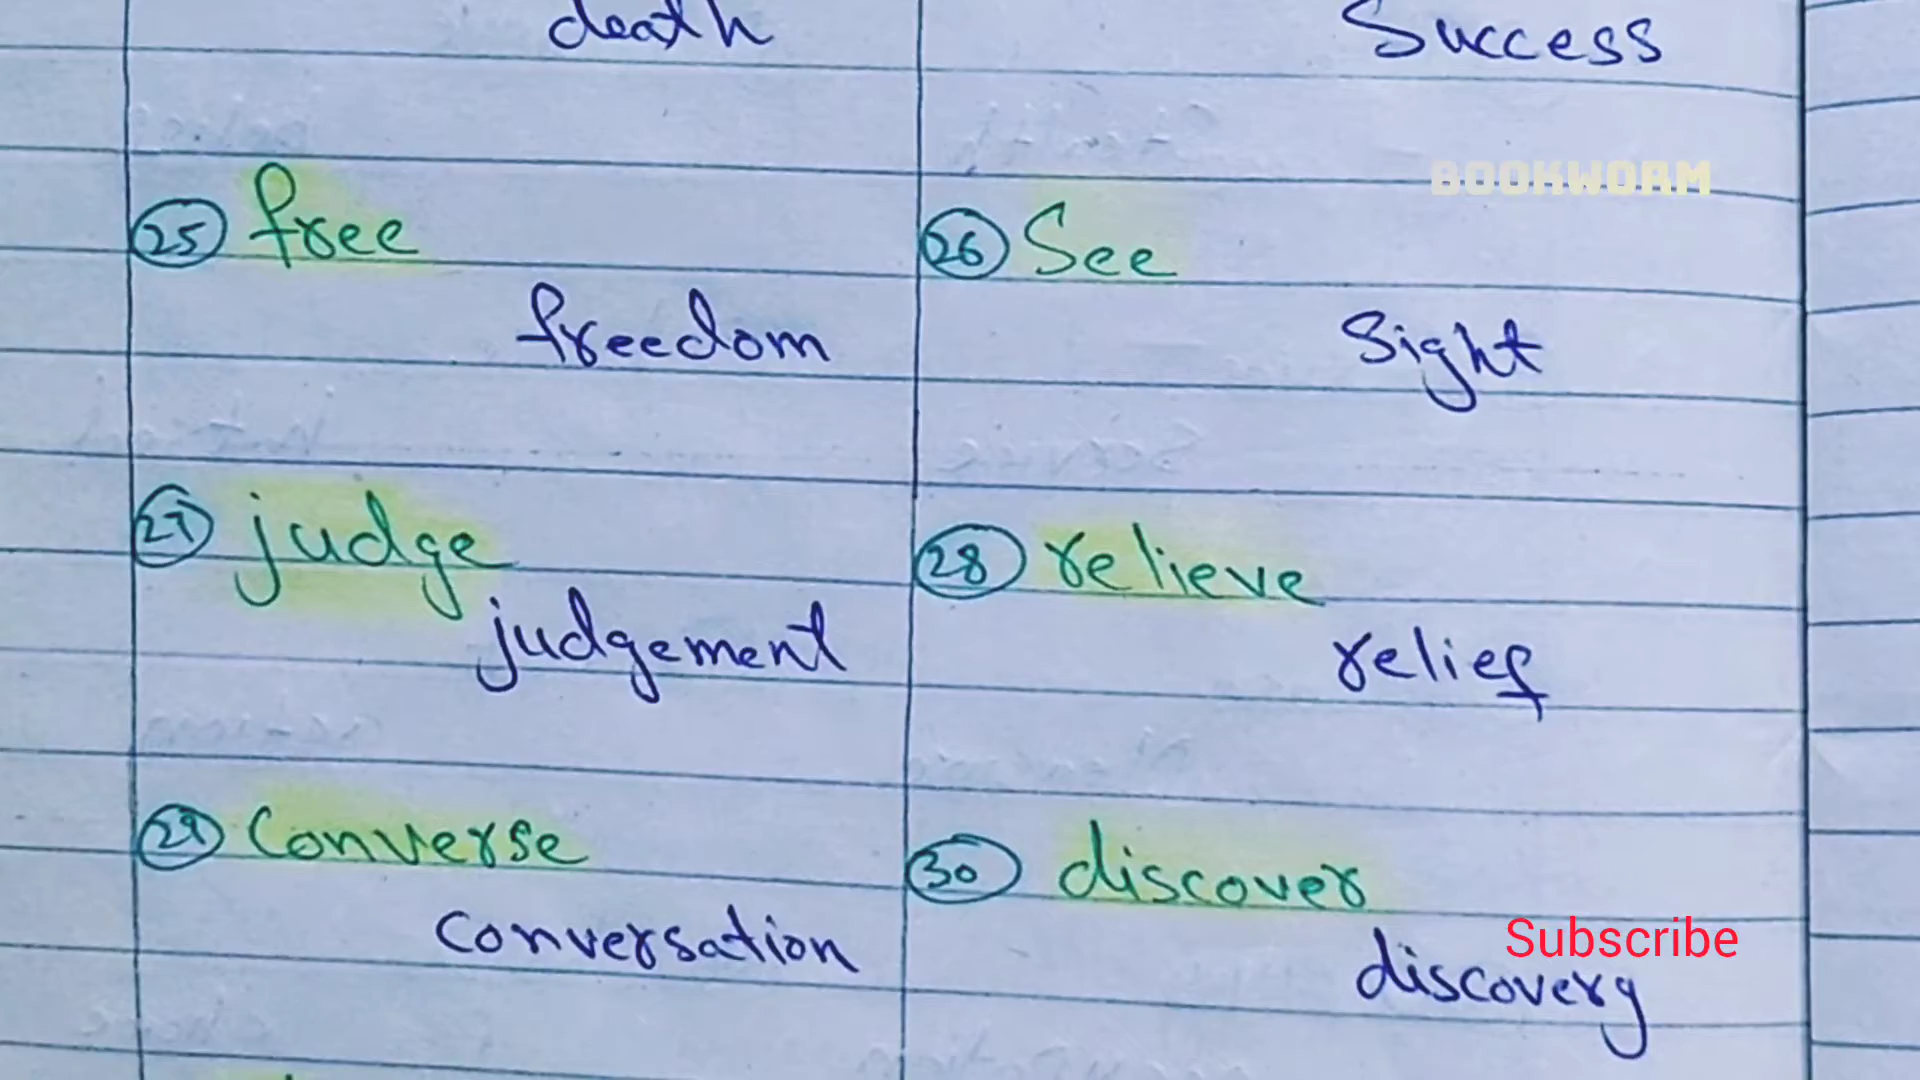 death
Success
BOOKWORM
25 free
26 See
freedom
Sight
27 judge
28 relieve
judgement
relief
29 Converse
30 discover
Conversation
Subscribe
discovery